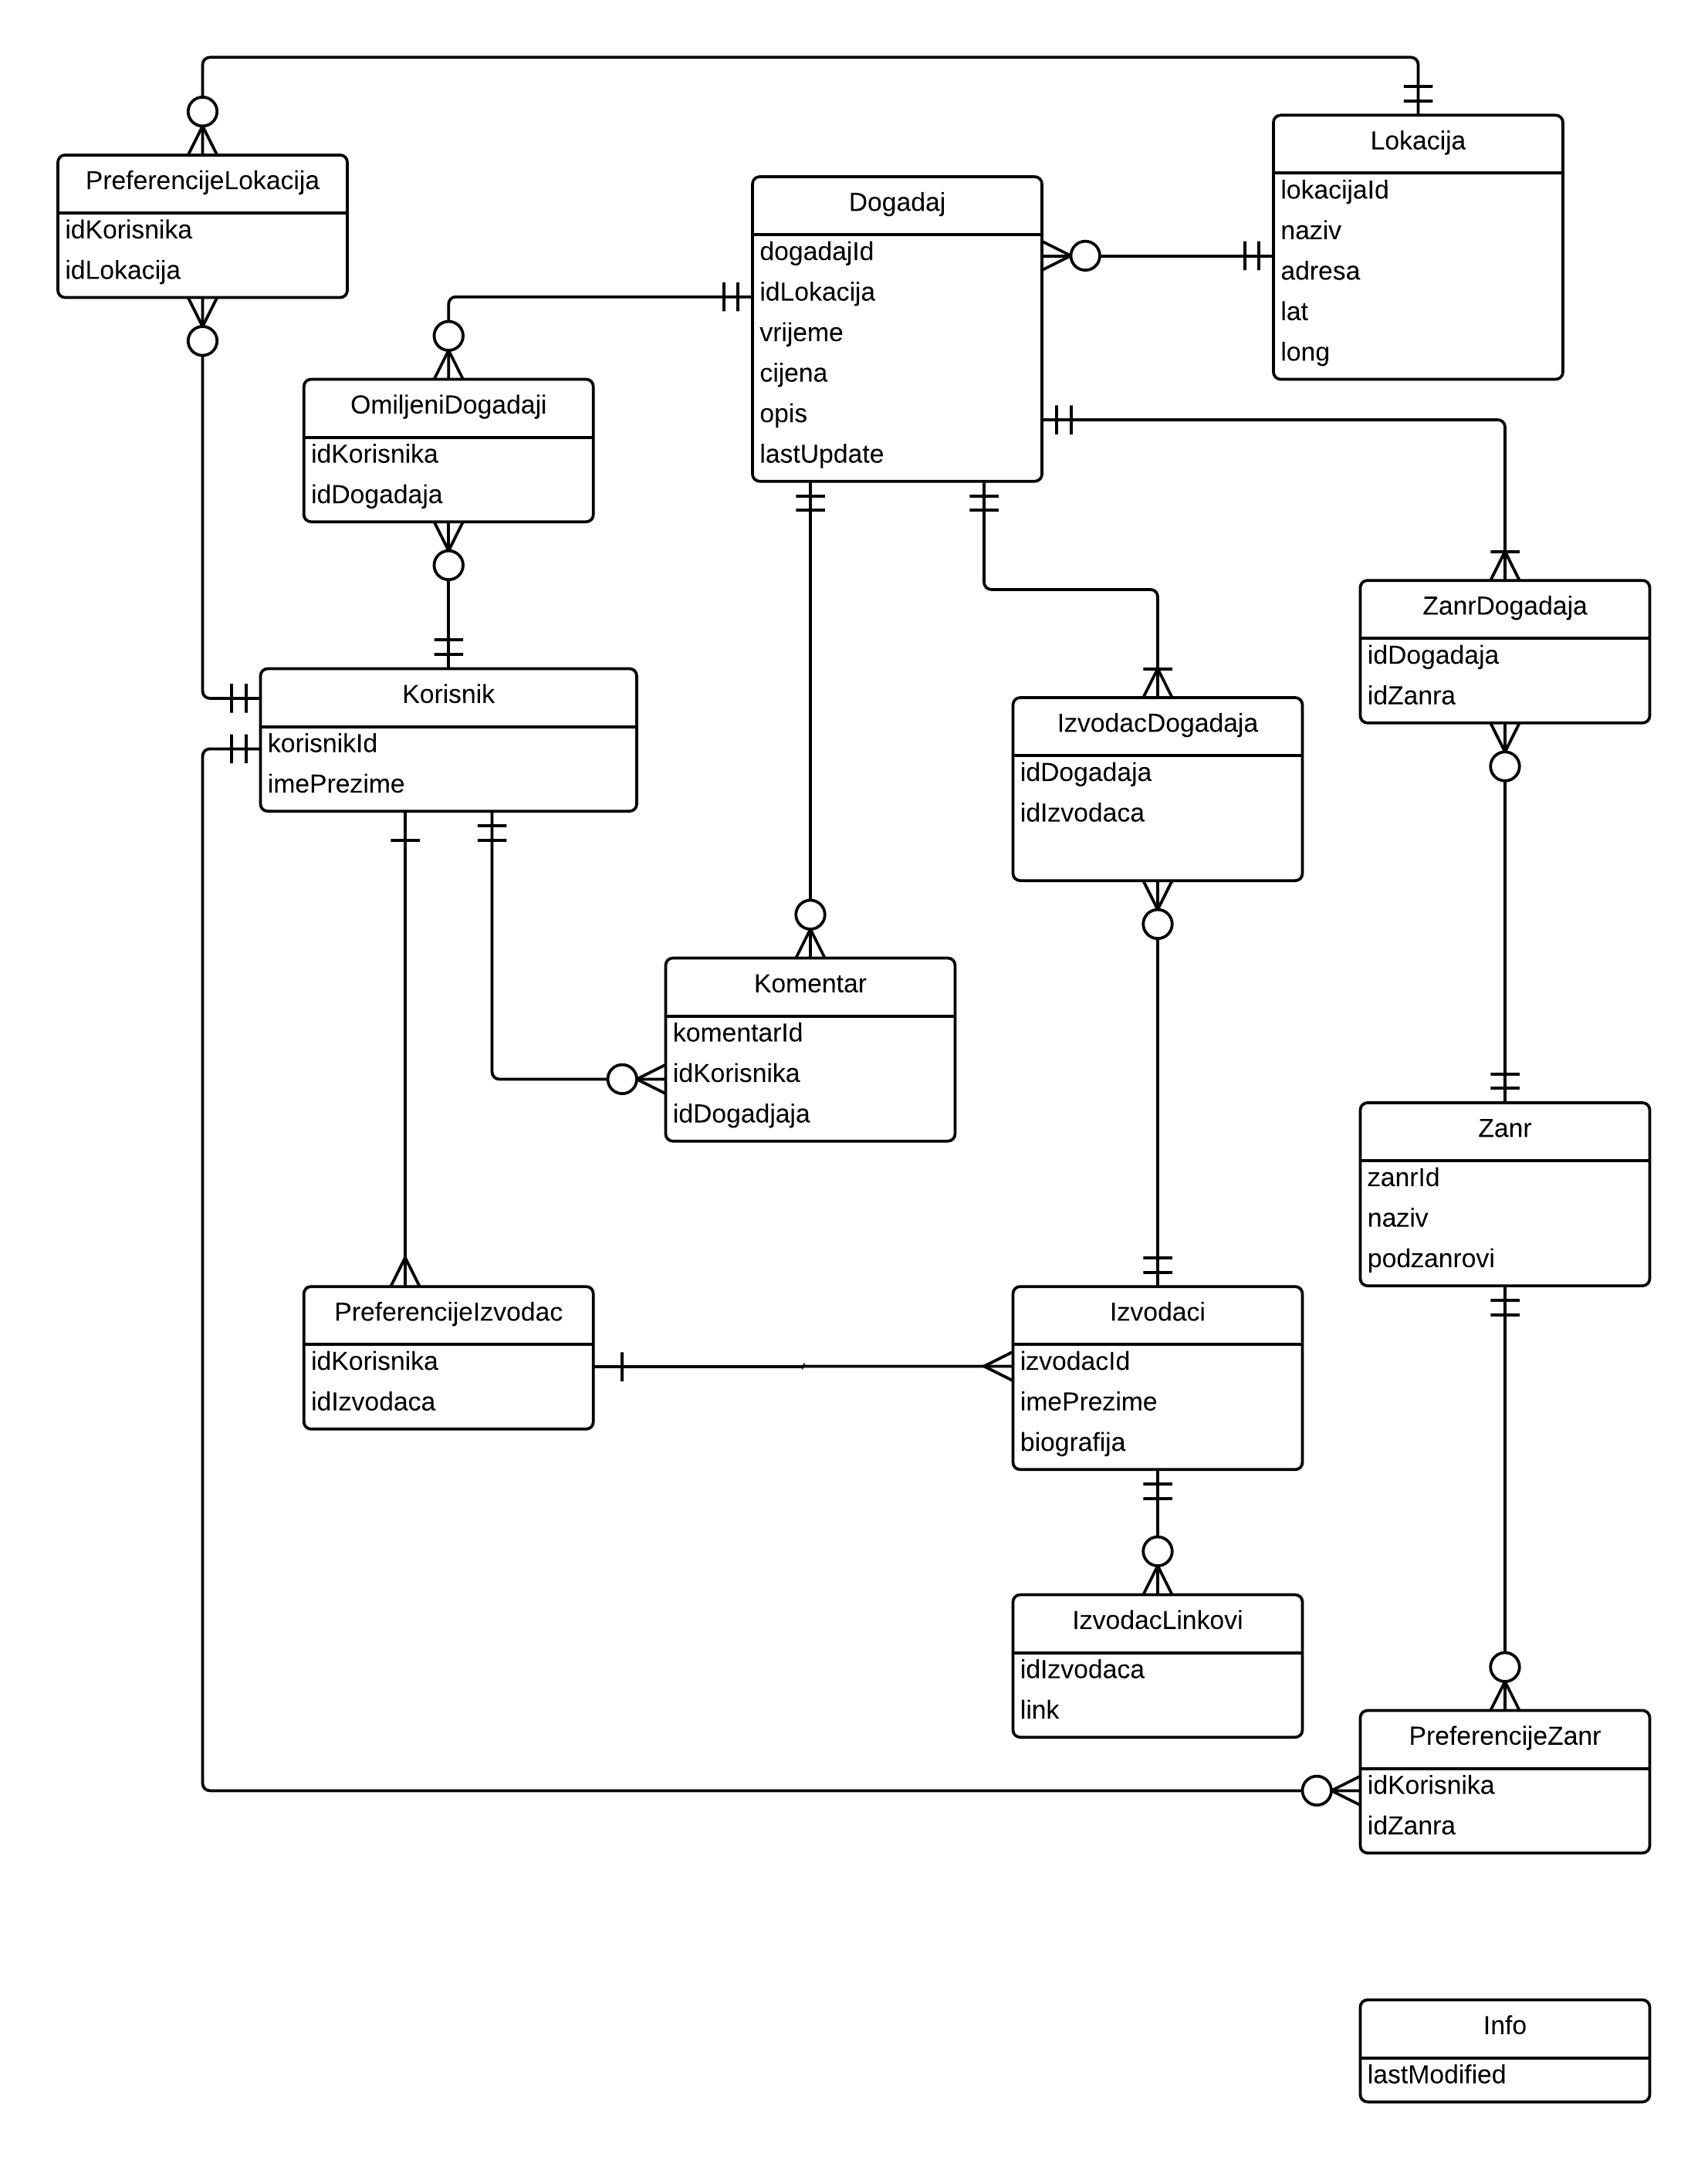 Lokacija
lokacijaId
naziv
adresa
lat
long
PreferencijeLokacija
idKorisnika
idLokacija
Dogadaj
dogadajId
idLokacija
vrijeme
cijena
opis
lastUpdate
OmiljeniDogadaji
idKorisnika
idDogadaja
ZanrDogadaja
idDogadaja
idZanra
Korisnik
korisnikId
imePrezime
IzvodacDogadaja
idDogadaja
idIzvodaca
Komentar
komentarId
idKorisnika
idDogadjaja
Zanr
zanrId
naziv
podzanrovi
PreferencijeIzvodac
idKorisnika
idIzvodaca
Izvodaci
izvodacId
imePrezime
biografija
IzvodacLinkovi
idIzvodaca
link
PreferencijeZanr
idKorisnika
idZanra
Info
lastModified